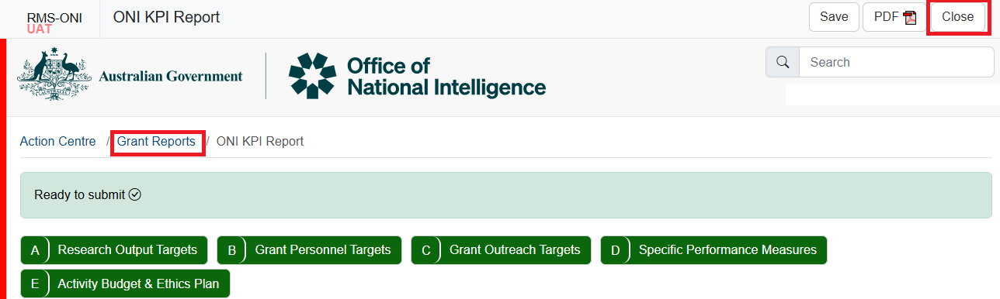 RMS-ONI
UAT
ONI KPI Report
Save
PDF
Close
Australian Government
Office of
National Intelligence
Search
Action Centre / Grant Reports / ONI KPI Report
Ready to submit
A Research Output Targets
B Grant Personnel Targets
C Grant Outreach Targets
D Specific Performance Measures
E Activity Budget & Ethics Plan